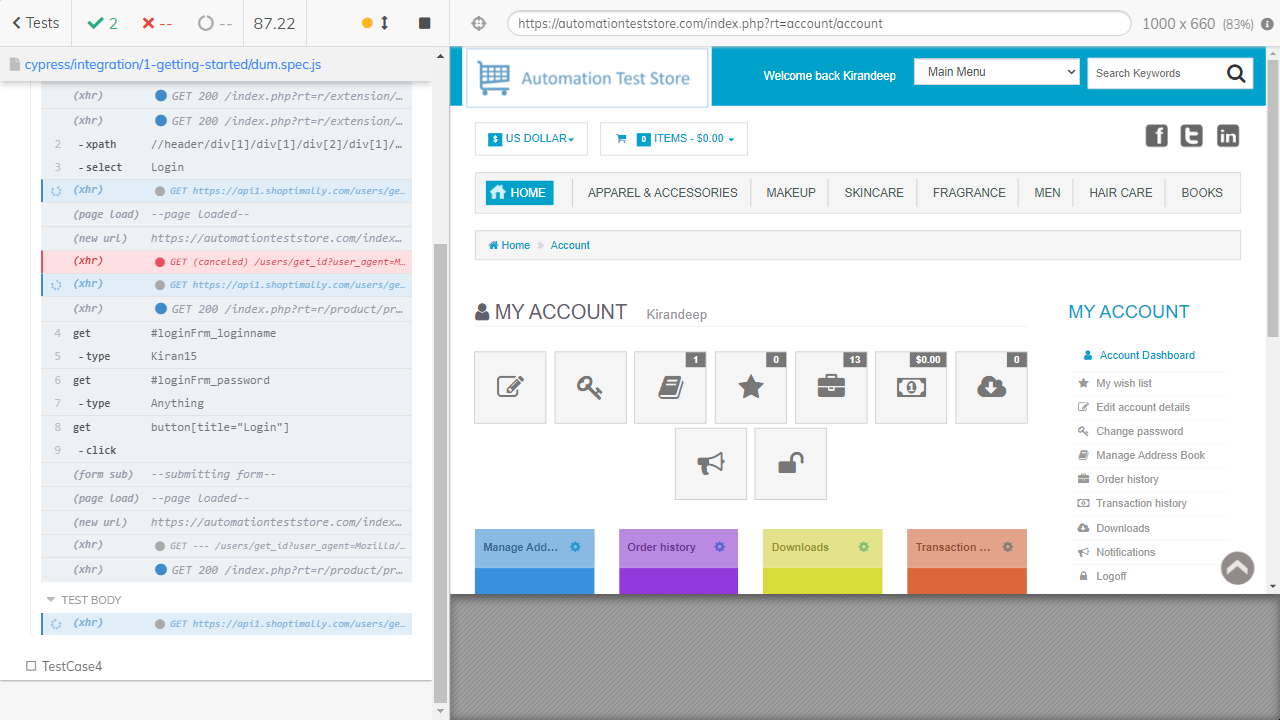 Tests
2
--
--
87.22
https://automationteststore.com/index.php?rt=account/account
1000 x 660 (83%)
cypress/integration/1-getting-started/dum.spec.js
(xhr) GET 200 /index.php?rt=r/extension/…
(xhr) GET 200 /index.php?rt=r/extension/…
2 -xpath //header/div[1]/div[1]/div[2]/div[1]/…
3 -select Login
(xhr) GET https://api1.shoptimally.com/users/ge…
(page load) --page loaded--
(new url) https://automationteststore.com/index…
(xhr) GET (canceled) /users/get_id?user_agent=M…
(xhr) GET https://api1.shoptimally.com/users/ge…
(xhr) GET 200 /index.php?rt=r/product/pr…
4 get #loginFrm_loginname
5 -type Kiran15
6 get #loginFrm_password
7 -type Anything
8 get button[title="Login"]
9 -click
(form sub) --submitting form--
(page load) --page loaded--
(new url) https://automationteststore.com/index…
(xhr) GET --- /users/get_id?user_agent=Mozilla/…
(xhr) GET 200 /index.php?rt=r/product/pr…
TEST BODY
(xhr) GET https://api1.shoptimally.com/users/ge…
TestCase4
Automation Test Store
Welcome back Kirandeep
Main Menu
Search Keywords
$ US DOLLAR
0 ITEMS - $0.00
HOME
APPAREL & ACCESSORIES
MAKEUP
SKINCARE
FRAGRANCE
MEN
HAIR CARE
BOOKS
Home » Account
MY ACCOUNT Kirandeep
1
0
13
$0.00
0
Manage Add…
Order history
Downloads
Transaction …
MY ACCOUNT
Account Dashboard
My wish list
Edit account details
Change password
Manage Address Book
Order history
Transaction history
Downloads
Notifications
Logoff